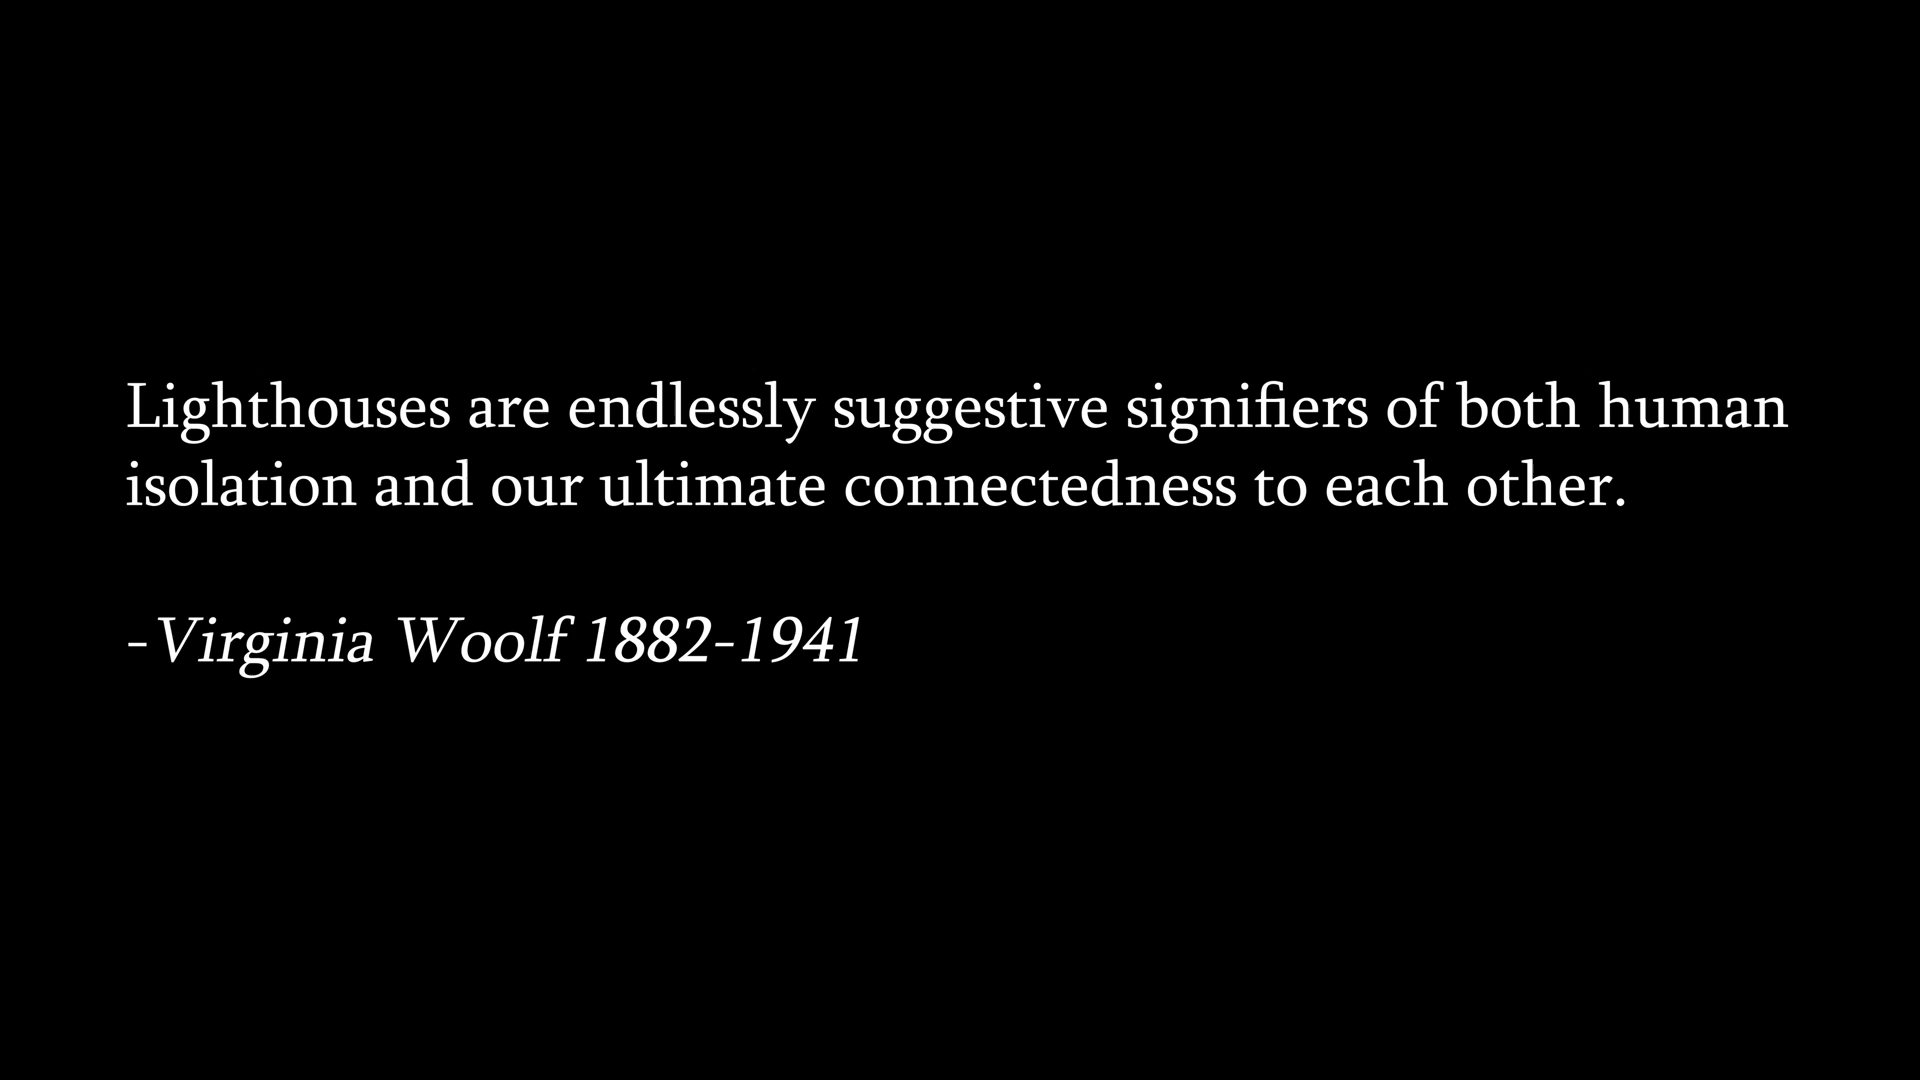 Lighthouses are endlessly suggestive signifiers of both human
isolation and our ultimate connectedness to each other.
-Virginia Woolf 1882-1941